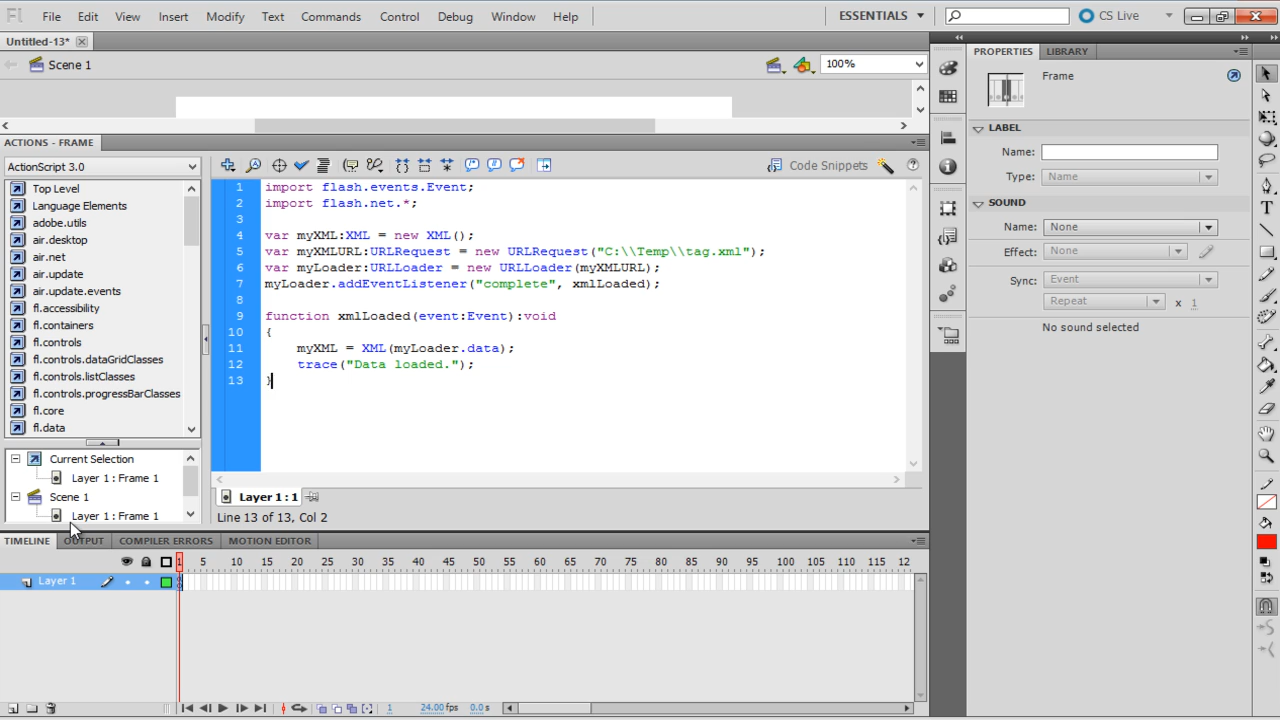 Fl File Edit View Insert Modify Text Commands Control Debug Window Help ESSENTIALS CS Live
Untitled-13*
Scene 1 100%
ACTIONS - FRAME
ActionScript 3.0
Code Snippets
Top Level
Language Elements
adobe.utils
air.desktop
air.net
air.update
air.update.events
fl.accessibility
fl.containers
fl.controls
fl.controls.dataGridClasses
fl.controls.listClasses
fl.controls.progressBarClasses
fl.core
fl.data
Current Selection
Layer 1 : Frame 1
Scene 1
Layer 1 : Frame 1
1 import flash.events.Event;
2 import flash.net.*;
3
4 var myXML:XML = new XML();
5 var myXMLURL:URLRequest = new URLRequest("C:\\Temp\\tag.xml");
6 var myLoader:URLLoader = new URLLoader(myXMLURL);
7 myLoader.addEventListener("complete", xmlLoaded);
8
9 function xmlLoaded(event:Event):void
10 {
11 myXML = XML(myLoader.data);
12 trace("Data loaded.");
13 }
Layer 1 : 1
Line 13 of 13, Col 2
TIMELINE OUTPUT COMPILER ERRORS MOTION EDITOR
1 5 10 15 20 25 30 35 40 45 50 55 60 65 70 75 80 85 90 95 100 105 110 115 12
Layer 1
1 24.00 fps 0.0 s
PROPERTIES LIBRARY
Frame
LABEL
Name:
Type: Name
SOUND
Name: None
Effect: None
Sync: Event
Repeat x 1
No sound selected